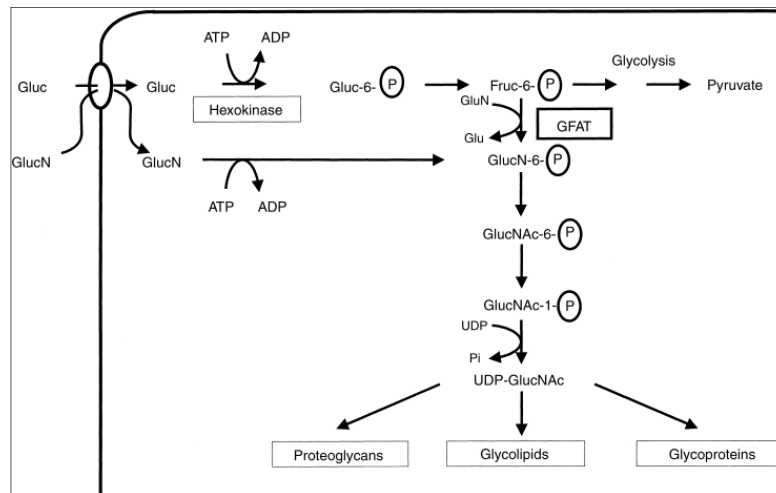 ATP ADP
Gluc Gluc Gluc-6-P Fruc-6-P Glycolysis Pyruvate
Hexokinase
GluN
GFAT
Glu
GlucN GlucN GlucN-6-P
ATP ADP
GlucNAc-6-P
GlucNAc-1-P
UDP
Pi
UDP-GlucNAc
Proteoglycans Glycolipids Glycoproteins